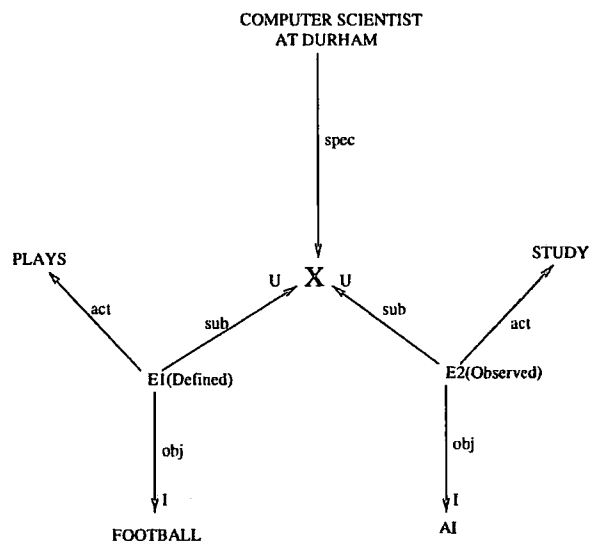 COMPUTER SCIENTIST
AT DURHAM
spec
PLAYS
STUDY
U X U
act
sub
sub
act
E1(Defined)
E2(Observed)
obj
obj
I
I
FOOTBALL
AI